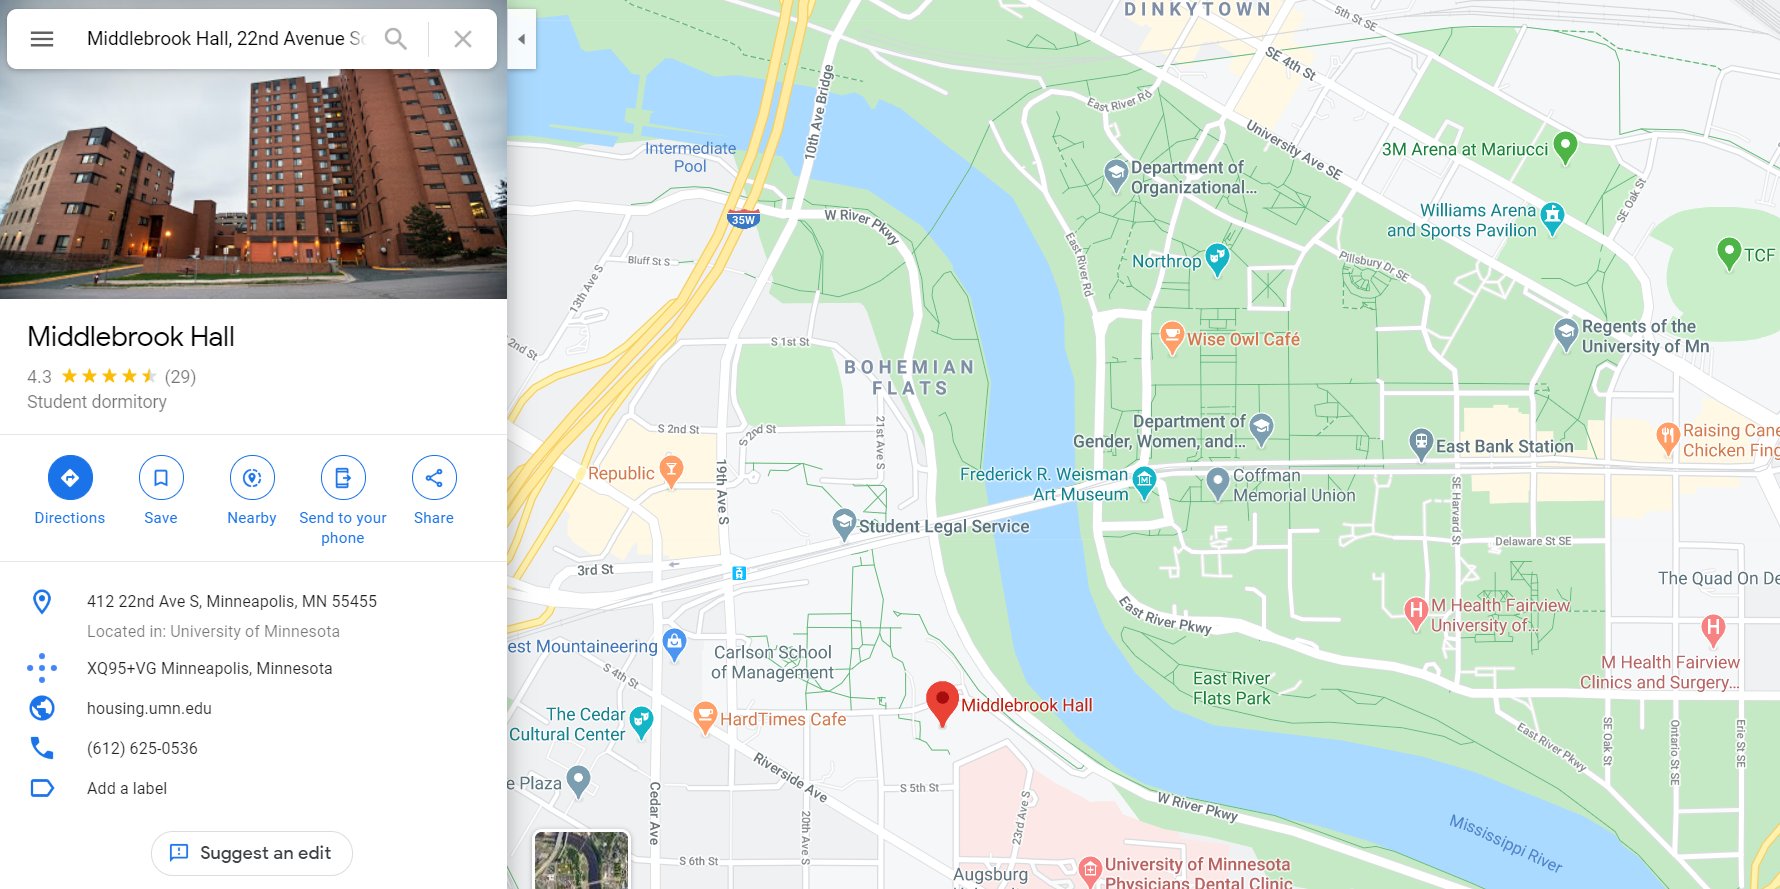 Middlebrook Hall, 22nd Avenue So
Middlebrook Hall
4.3 (29)
Student dormitory
Directions
Save
Nearby
Send to your
phone
Share
412 22nd Ave S, Minneapolis, MN 55455
Located in: University of Minnesota
XQ95+VG Minneapolis, Minnesota
housing.umn.edu
(612) 625-0536
Add a label
Suggest an edit
DINKYTOWN
5th St SE
SE 4th St
East River Rd
10th Ave Bridge
University Ave SE
Intermediate
Pool
3M Arena at Mariucci
Department of
Organizational...
SE Oak St
Williams Arena
and Sports Pavilion
35W
W River Pkwy
East River Rd
Northrop
Pillsbury Dr SE
TCF
Bluff St S
13th Ave S
2nd St
S 1st St
Wise Owl Café
Regents of the
University of Mn
BOHEMIAN
FLATS
S 2nd St
S 2nd St
21st Ave S
Department of
Gender, Women, and...
East Bank Station
Raising Cane
Chicken Fing
Republic
19th Ave S
Frederick R. Weisman
Art Museum
Coffman
Memorial Union
SE Harvard St
Student Legal Service
Delaware St SE
3rd St
The Quad On De
East River Pkwy
M Health Fairview
University of...
est Mountaineering
Carlson School
of Management
S 4th St
M Health Fairview
Clinics and Surgery...
East River
Flats Park
Middlebrook Hall
The Cedar
Cultural Center
HardTimes Cafe
East River Pkwy
SE Oak St
Ontario St SE
Erie St SE
e Plaza
Riverside Ave
Cedar Ave
S 5th St
20th Ave S
23rd Ave S
W River Pkwy
Mississippi River
S 6th St
Augsburg
University of Minnesota
Physicians Dental Clinic